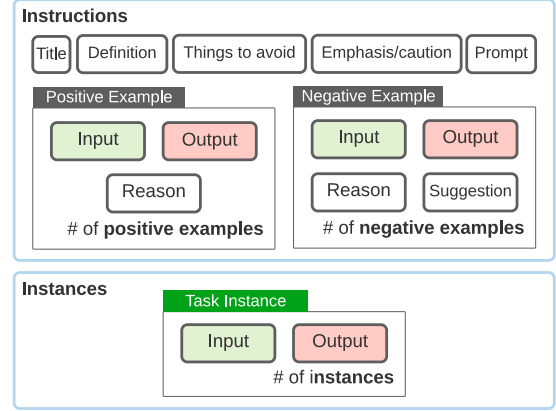 Instructions
Title Definition Things to avoid Emphasis/caution Prompt
Positive Example
Input Output
Reason
# of positive examples
Negative Example
Input Output
Reason Suggestion
# of negative examples
Instances
Task Instance
Input Output
# of instances